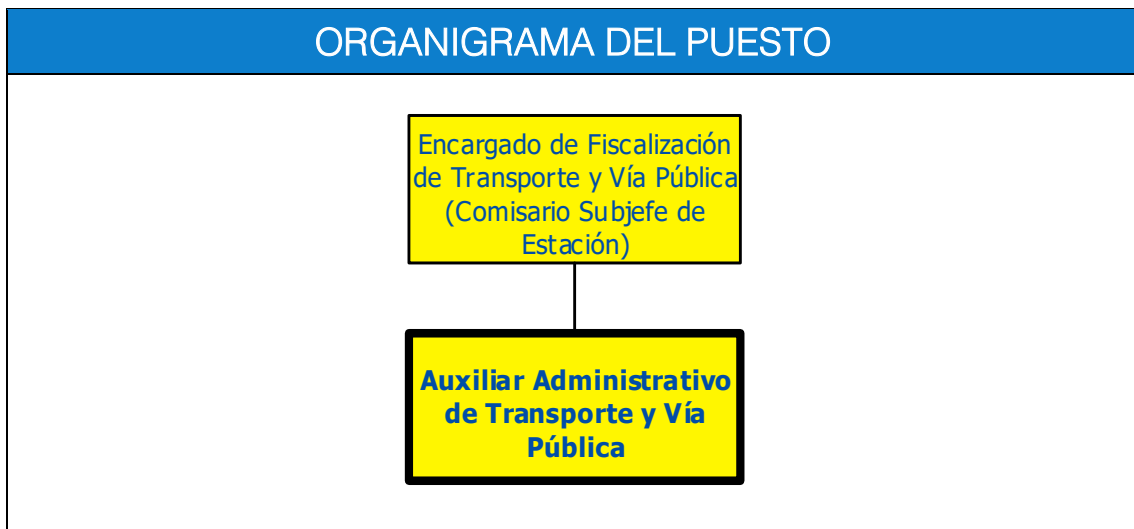 ORGANIGRAMA DEL PUESTO
Encargado de Fiscalización
de Transporte y Vía Pública
(Comisario Subjefe de
Estación)
Auxiliar Administrativo
de Transporte y Vía
Pública